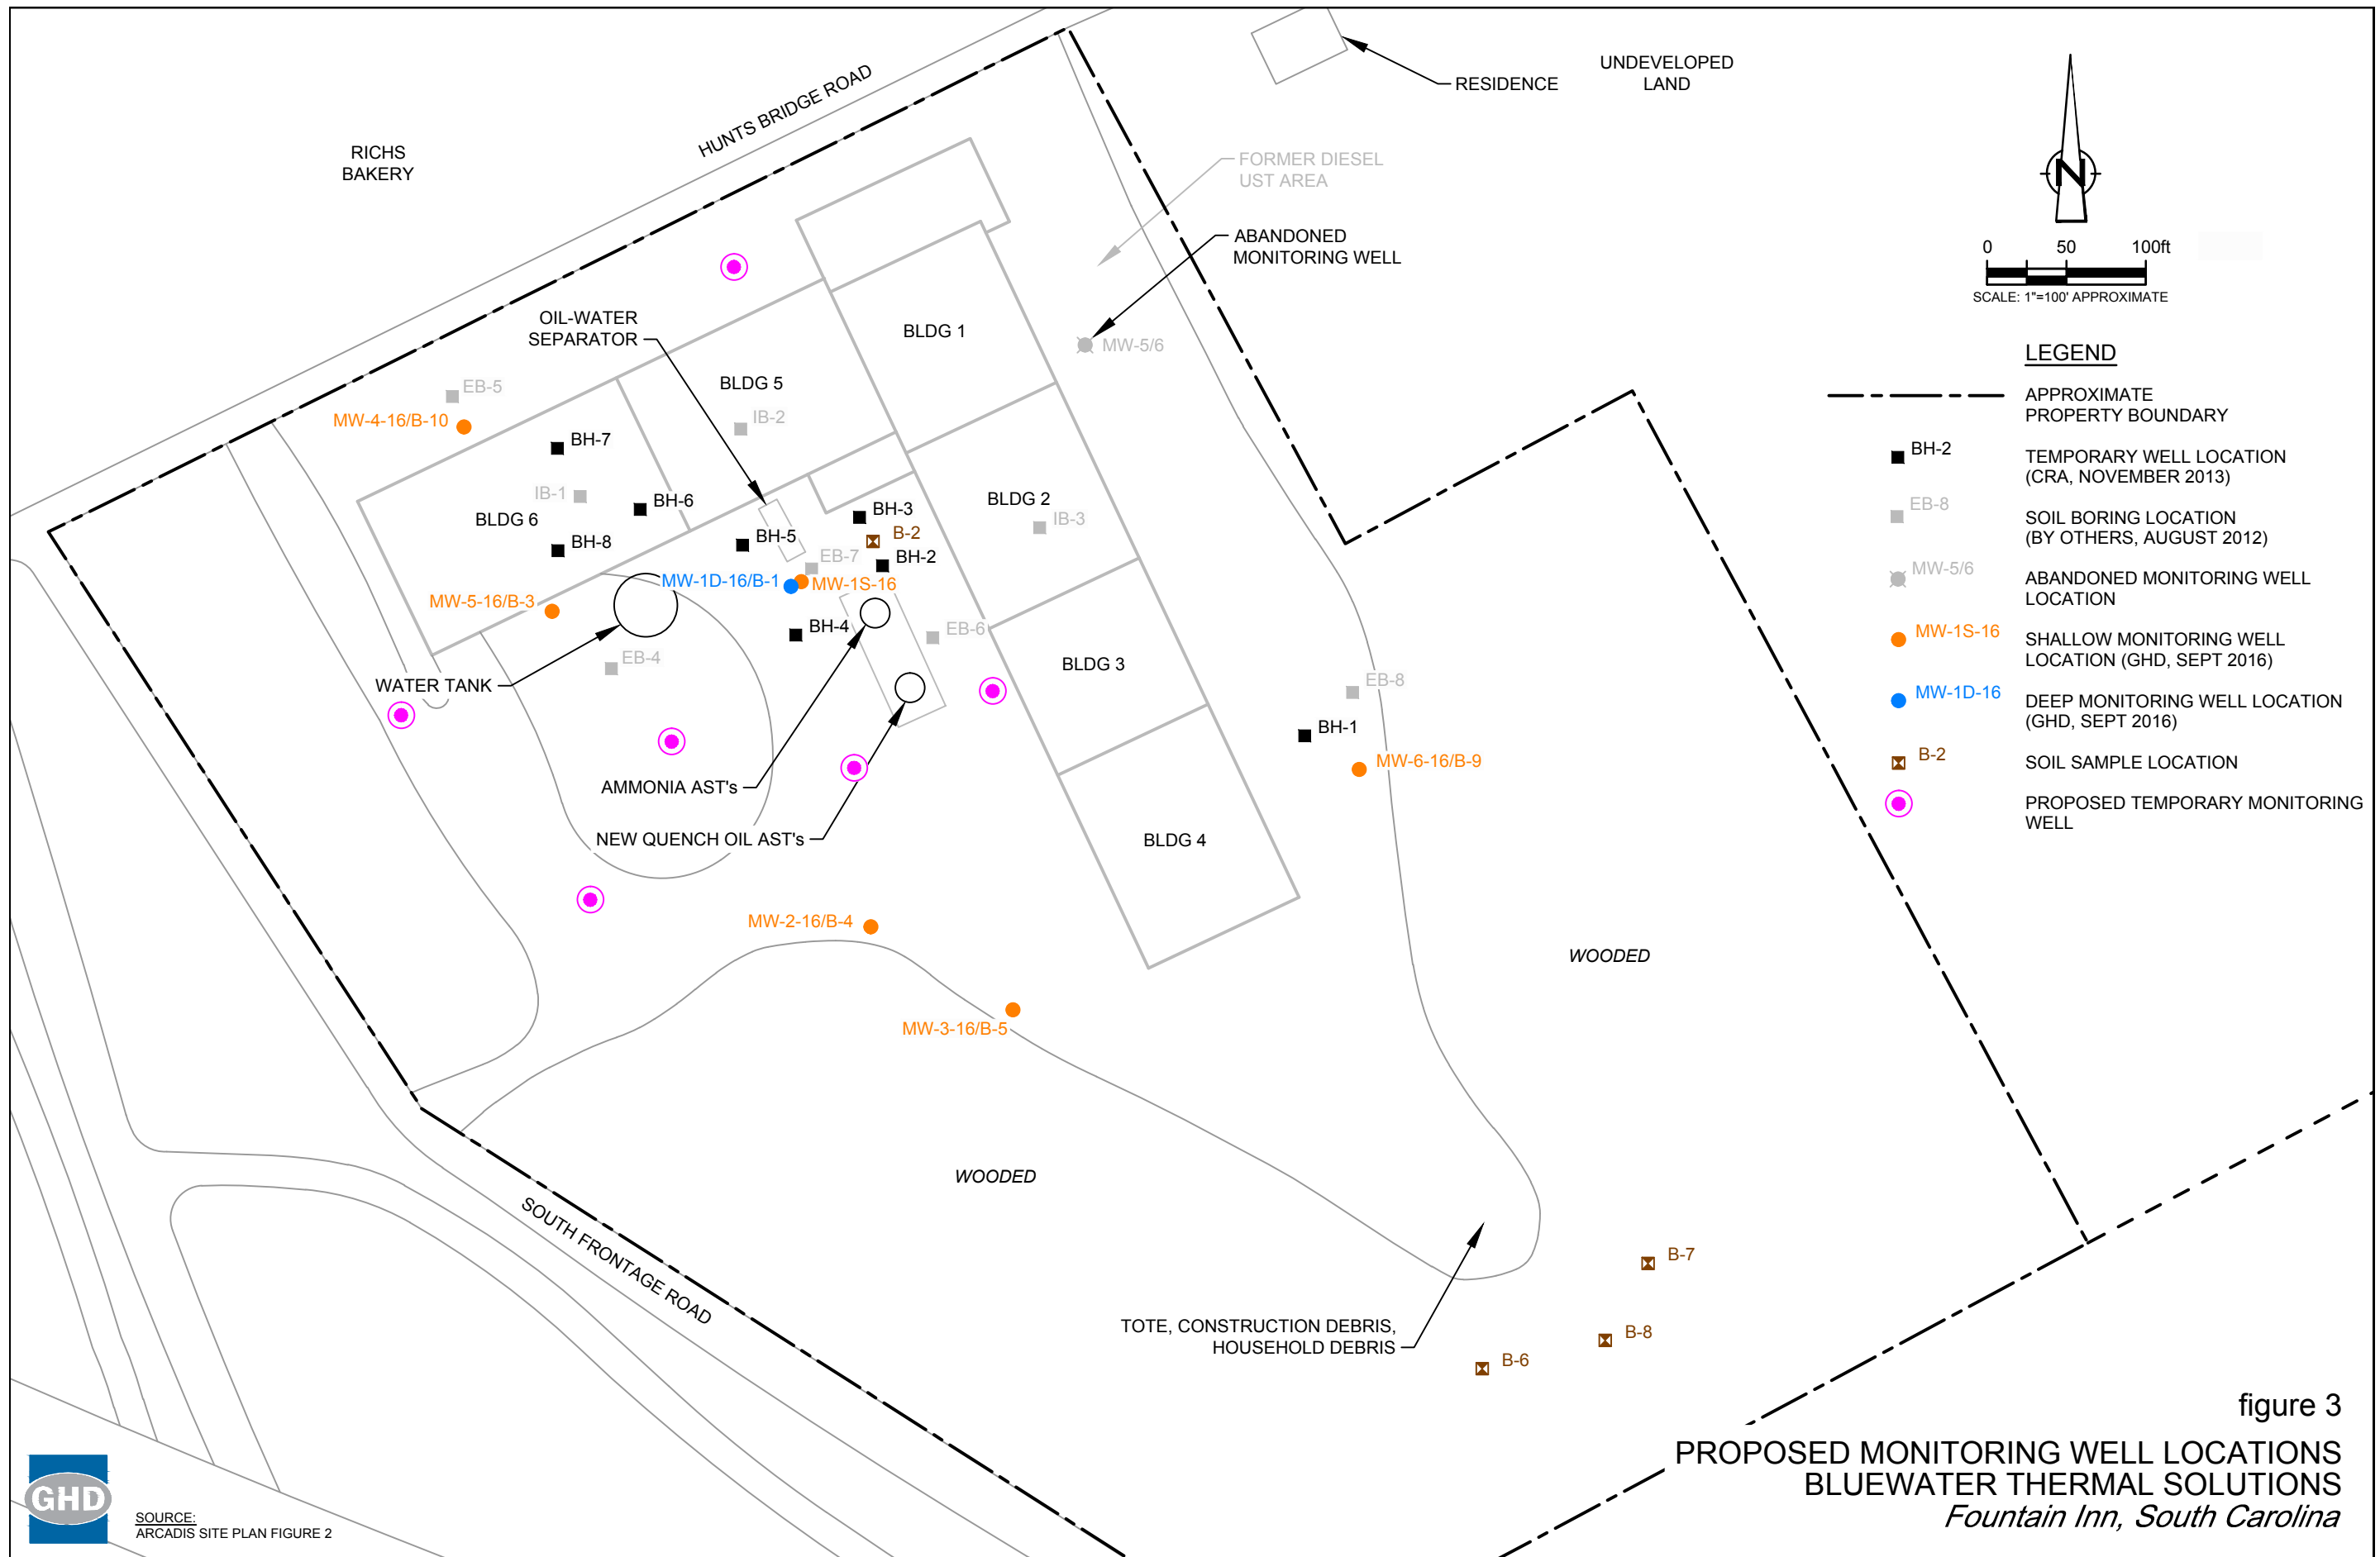 HUNTS BRIDGE ROAD
RICHS
BAKERY
RESIDENCE
UNDEVELOPED
LAND
FORMER DIESEL
UST AREA
ABANDONED
MONITORING WELL
MW-5/6
OIL-WATER
SEPARATOR
BLDG 1
BLDG 5
IB-2
EB-5
MW-4-16/B-10
BH-7
IB-1
BH-6
BLDG 6
BH-8
BH-5
BH-3
B-2
BH-2
EB-7
BLDG 2
IB-3
MW-1D-16/B-1
MW-1S-16
MW-5-16/B-3
BH-4
EB-6
EB-4
WATER TANK
BLDG 3
EB-8
BH-1
MW-6-16/B-9
AMMONIA AST's
NEW QUENCH OIL AST's
BLDG 4
MW-2-16/B-4
MW-3-16/B-5
WOODED
WOODED
SOUTH FRONTAGE ROAD
TOTE, CONSTRUCTION DEBRIS,
HOUSEHOLD DEBRIS
B-7
B-8
B-6
N
0 50 100ft
SCALE: 1"=100' APPROXIMATE
LEGEND
APPROXIMATE
PROPERTY BOUNDARY
BH-2
TEMPORARY WELL LOCATION
(CRA, NOVEMBER 2013)
EB-8
SOIL BORING LOCATION
(BY OTHERS, AUGUST 2012)
MW-5/6
ABANDONED MONITORING WELL
LOCATION
MW-1S-16
SHALLOW MONITORING WELL
LOCATION (GHD, SEPT 2016)
MW-1D-16
DEEP MONITORING WELL LOCATION
(GHD, SEPT 2016)
B-2
SOIL SAMPLE LOCATION
PROPOSED TEMPORARY MONITORING
WELL
figure 3
PROPOSED MONITORING WELL LOCATIONS
BLUEWATER THERMAL SOLUTIONS
Fountain Inn, South Carolina
GHD
SOURCE:
ARCADIS SITE PLAN FIGURE 2